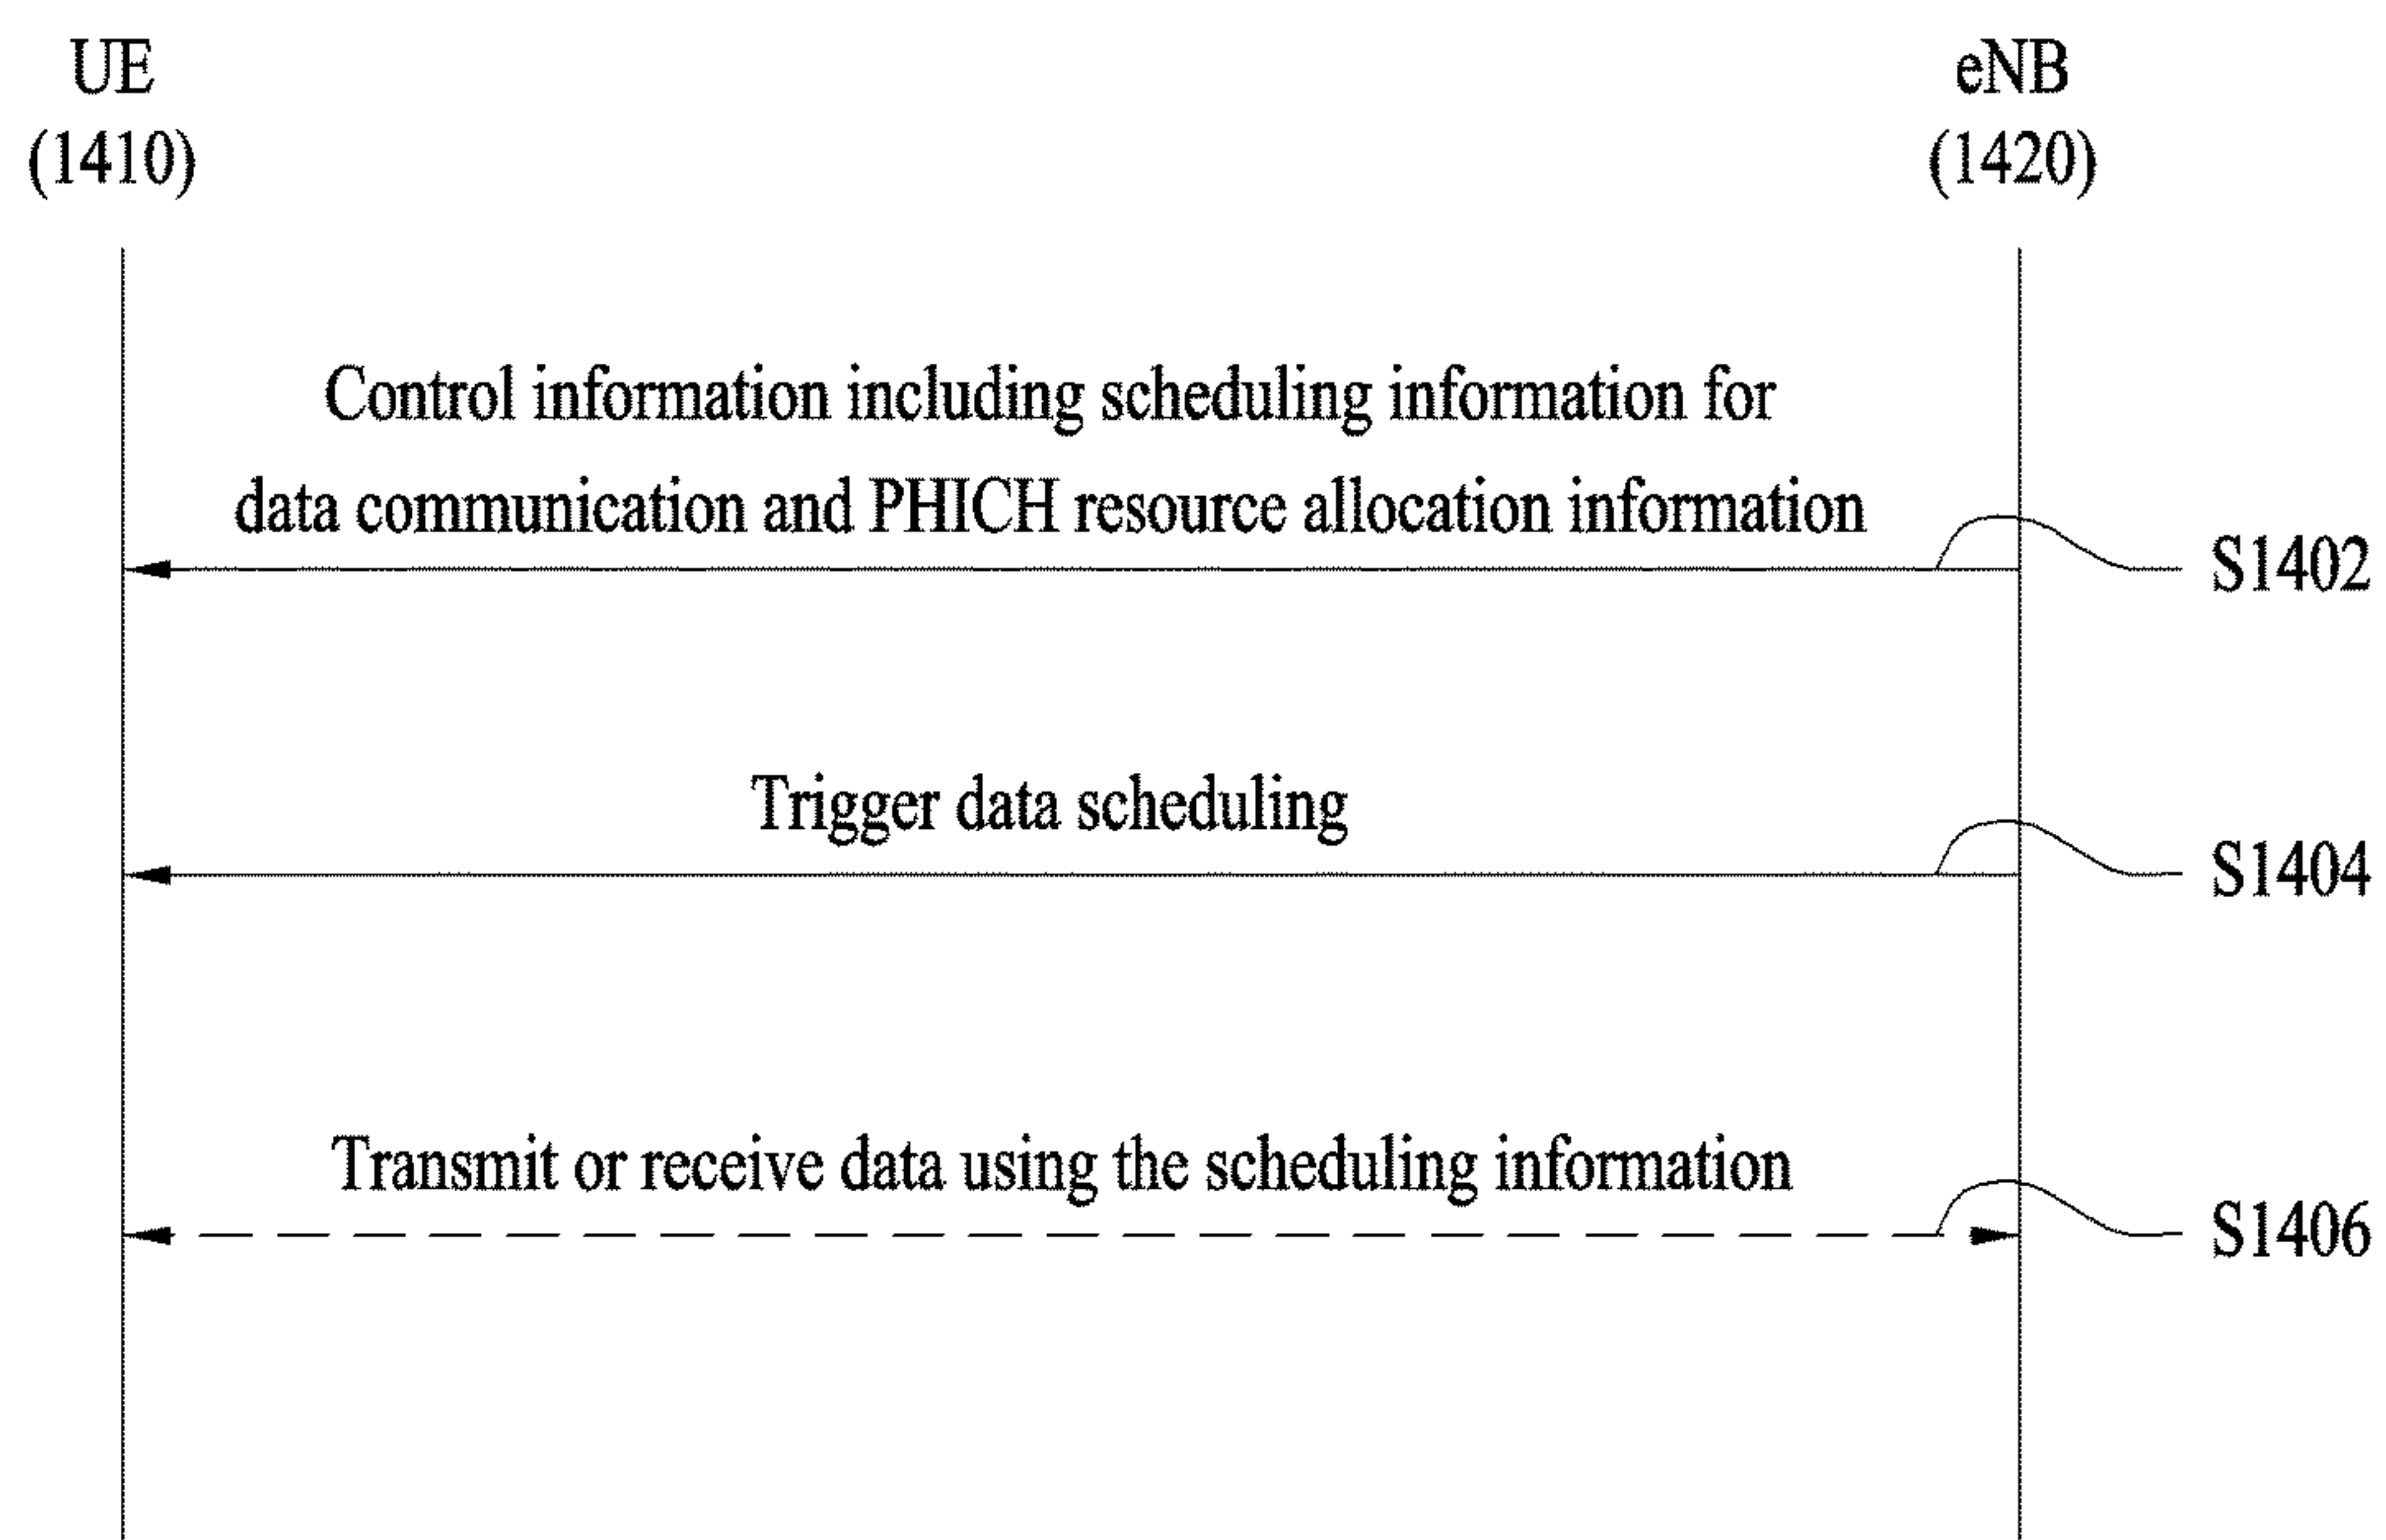 UE
(1410)
eNB
(1420)
Control information including scheduling information for
data communication and PHICH resource allocation information
S1402
Trigger data scheduling
S1404
Transmit or receive data using the scheduling information
S1406